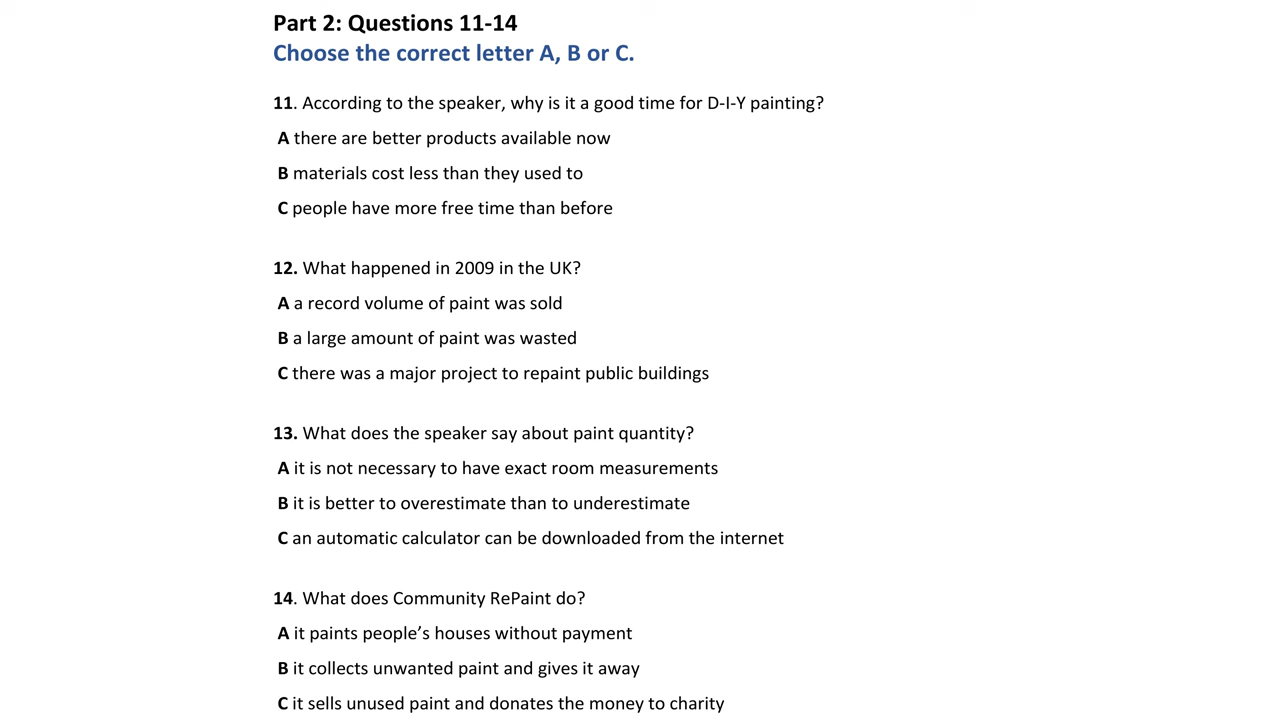 Part 2: Questions 11-14
Choose the correct letter A, B or C.
11. According to the speaker, why is it a good time for D-I-Y painting?
A there are better products available now
B materials cost less than they used to
C people have more free time than before
12. What happened in 2009 in the UK?
A a record volume of paint was sold
B a large amount of paint was wasted
C there was a major project to repaint public buildings
13. What does the speaker say about paint quantity?
A it is not necessary to have exact room measurements
B it is better to overestimate than to underestimate
C an automatic calculator can be downloaded from the internet
14. What does Community RePaint do?
A it paints people’s houses without payment
B it collects unwanted paint and gives it away
C it sells unused paint and donates the money to charity